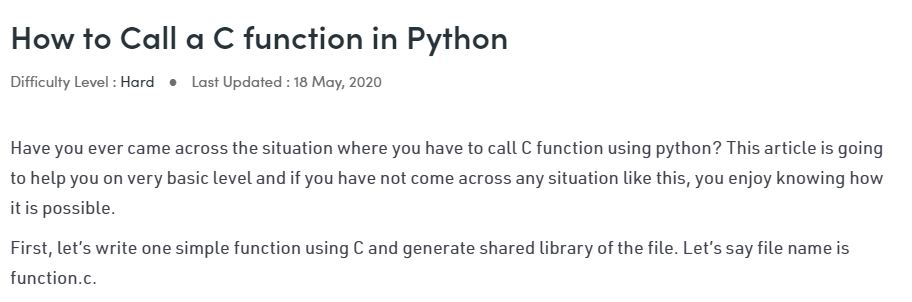 How to Call a C function in Python
Difficulty Level : Hard ● Last Updated : 18 May, 2020
Have you ever came across the situation where you have to call C function using python? This article is going
to help you on very basic level and if you have not come across any situation like this, you enjoy knowing how
it is possible.
First, let’s write one simple function using C and generate shared library of the file. Let’s say file name is
function.c.